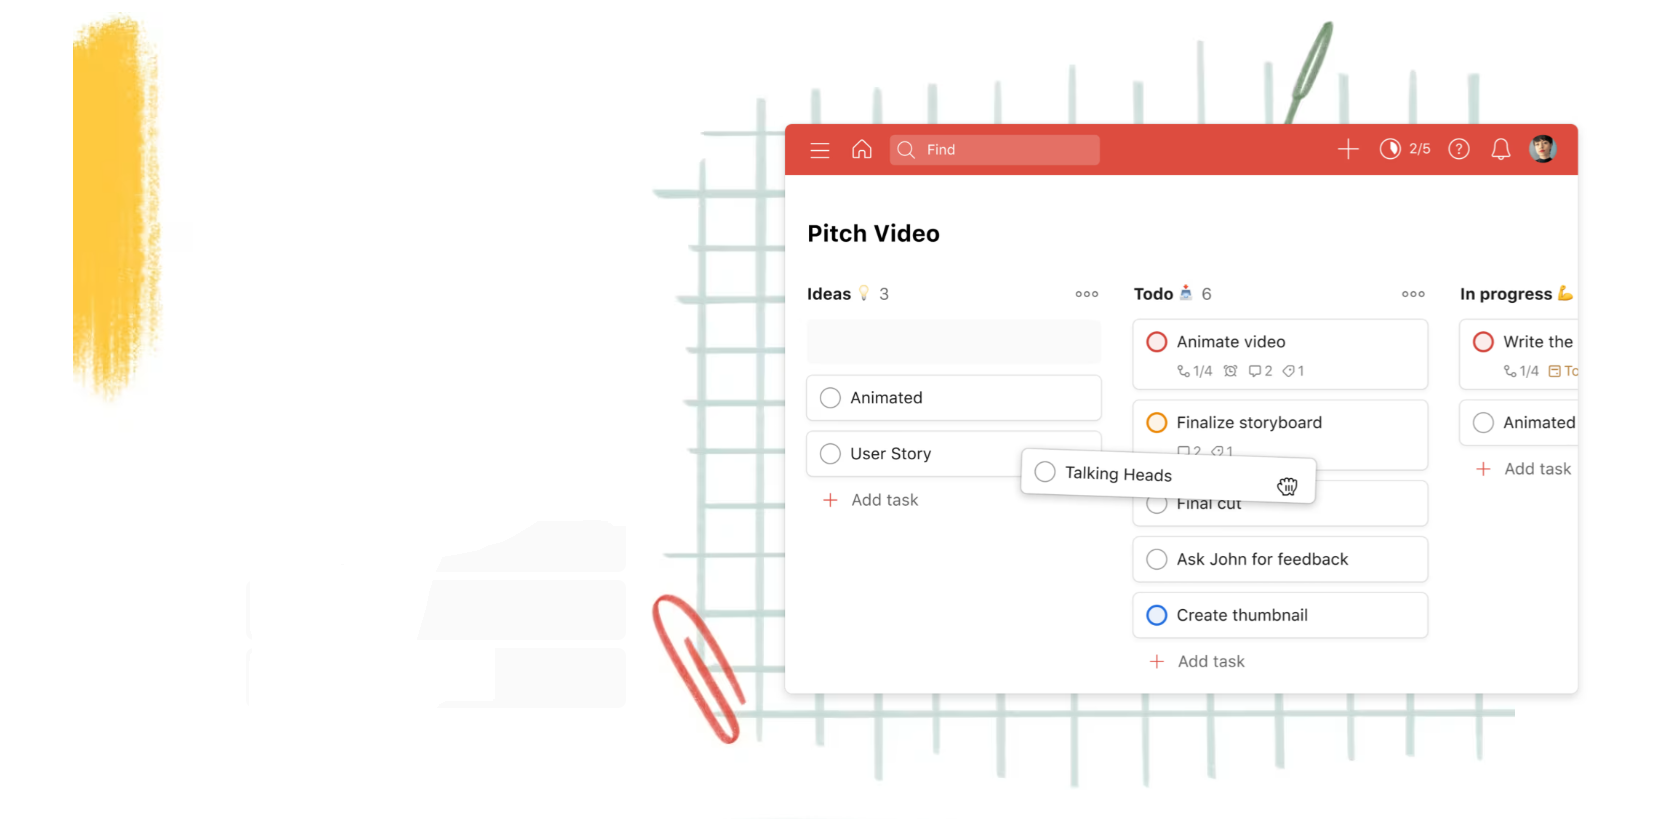 Find
2/5
Pitch Video
Ideas 💡 3
Animated
User Story
Add task
Talking Heads
Todo 📩 6
Animate video
1/4 2 1
Finalize storyboard
2 1
Final cut
Ask John for feedback
Create thumbnail
Add task
In progress 💪
Write the
1/4 To
Animated
Add task